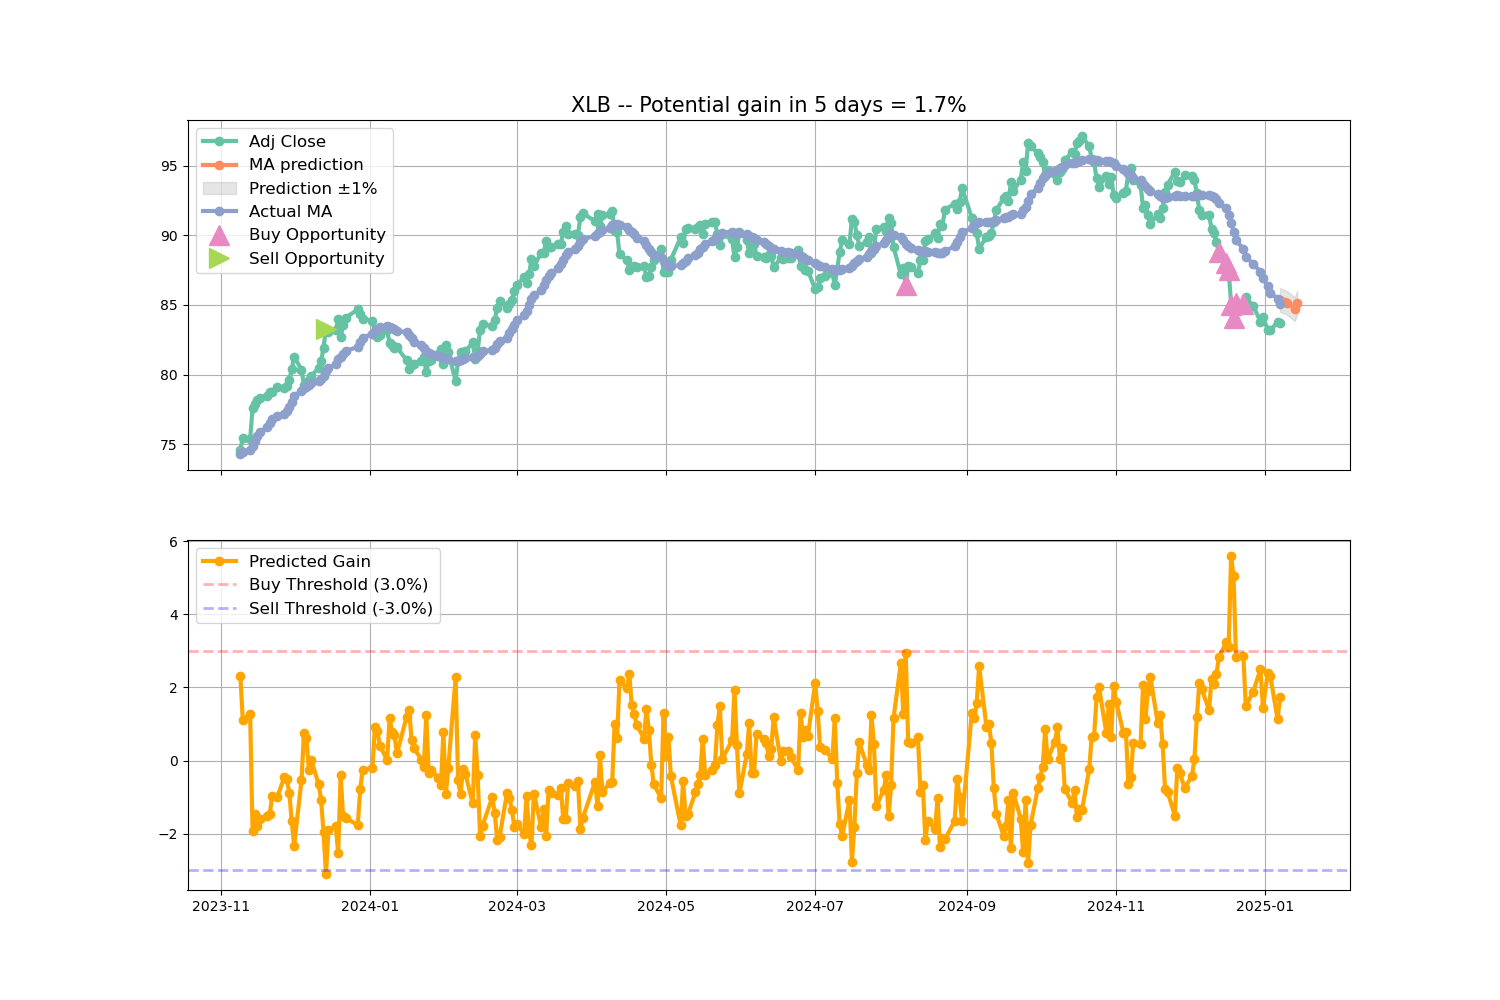 XLB -- Potential gain in 5 days = 1.7%
Adj Close
MA prediction
Prediction ±1%
Actual MA
Buy Opportunity
Sell Opportunity
95
90
85
80
75
6
4
2
0
−2
Predicted Gain
Buy Threshold (3.0%)
Sell Threshold (-3.0%)
2023-11
2024-01
2024-03
2024-05
2024-07
2024-09
2024-11
2025-01